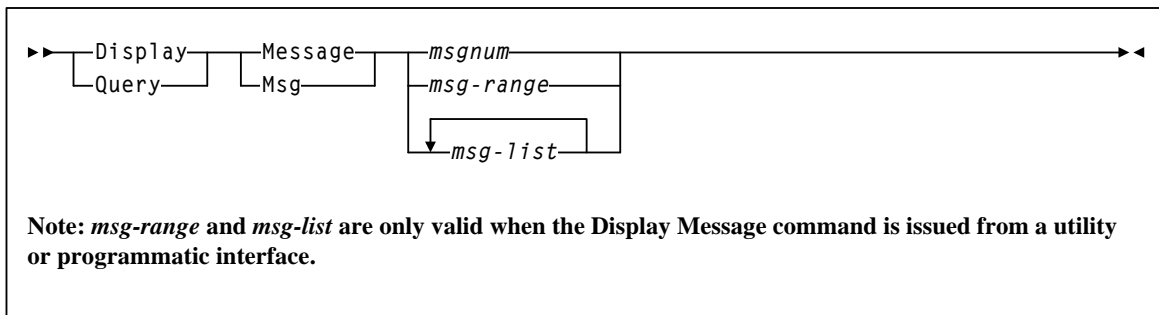 Display Message msgnum
Query Msg msg-range
msg-list
Note: msg-range and msg-list are only valid when the Display Message command is issued from a utility
or programmatic interface.